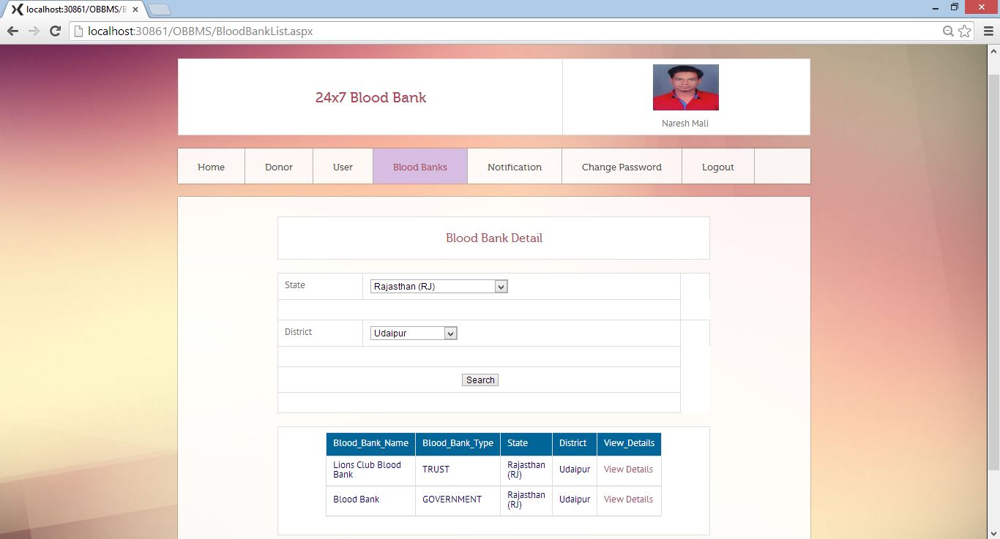 localhost:30861/OBBMS/B
localhost:30861/OBBMS/BloodBankList.aspx
24x7 Blood Bank
Naresh Mali
Home Donor User Blood Banks Notification Change Password Logout
Blood Bank Detail
State Rajasthan (RJ)
District Udaipur
Search
Blood_Bank_Name Blood_Bank_Type State District View_Details
Lions Club Blood Bank TRUST Rajasthan (RJ) Udaipur View Details
Blood Bank GOVERNMENT Rajasthan (RJ) Udaipur View Details